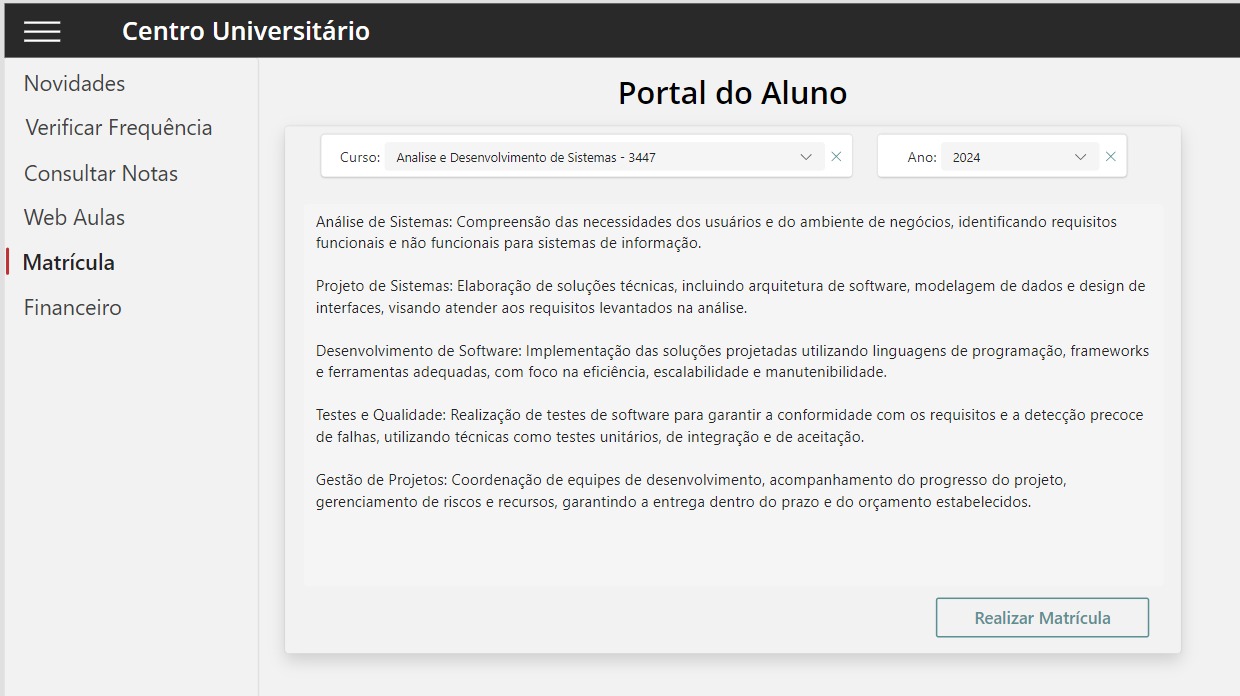 Centro Universitário
Novidades
Verificar Frequência
Consultar Notas
Web Aulas
Matrícula
Financeiro
Portal do Aluno
Curso: Analise e Desenvolvimento de Sistemas - 3447
Ano: 2024
Análise de Sistemas: Compreensão das necessidades dos usuários e do ambiente de negócios, identificando requisitos
funcionais e não funcionais para sistemas de informação.
Projeto de Sistemas: Elaboração de soluções técnicas, incluindo arquitetura de software, modelagem de dados e design de
interfaces, visando atender aos requisitos levantados na análise.
Desenvolvimento de Software: Implementação das soluções projetadas utilizando linguagens de programação, frameworks
e ferramentas adequadas, com foco na eficiência, escalabilidade e manutenibilidade.
Testes e Qualidade: Realização de testes de software para garantir a conformidade com os requisitos e a detecção precoce
de falhas, utilizando técnicas como testes unitários, de integração e de aceitação.
Gestão de Projetos: Coordenação de equipes de desenvolvimento, acompanhamento do progresso do projeto,
gerenciamento de riscos e recursos, garantindo a entrega dentro do prazo e do orçamento estabelecidos.
Realizar Matrícula